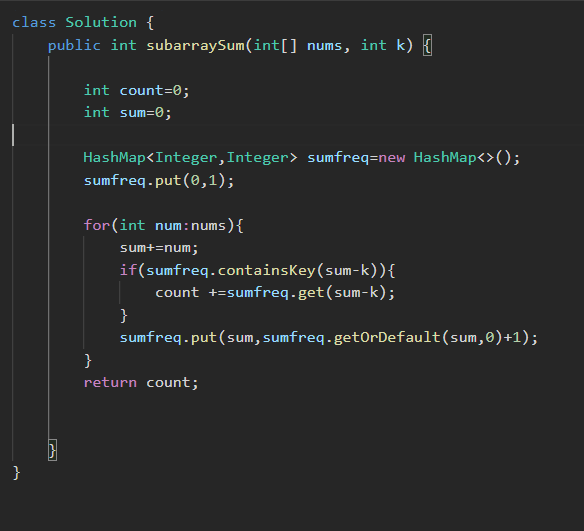 class Solution {
    public int subarraySum(int[] nums, int k) {
        int count=0;
        int sum=0;
        HashMap<Integer,Integer> sumfreq=new HashMap<>();
        sumfreq.put(0,1);
        for(int num:nums){
            sum+=num;
            if(sumfreq.containsKey(sum-k)){
                count +=sumfreq.get(sum-k);
            }
            sumfreq.put(sum,sumfreq.getOrDefault(sum,0)+1);
        }
        return count;
    }
}